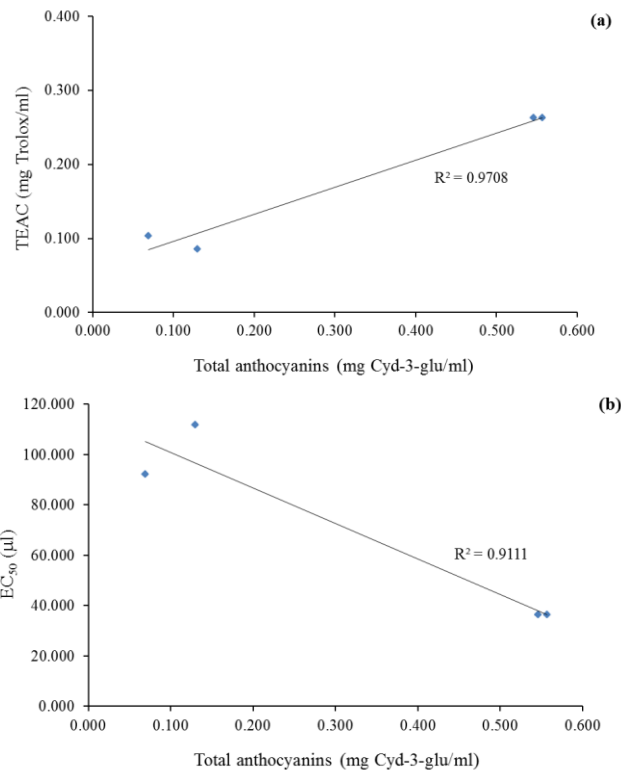 (a)
0.400
0.300
0.200
0.100
0.000
TEAC (mg Trolox/ml)
R² = 0.9708
0.000 0.100 0.200 0.300 0.400 0.500 0.600
Total anthocyanins (mg Cyd-3-glu/ml)
(b)
120.000
100.000
80.000
60.000
40.000
20.000
0.000
EC₅₀ (µl)
R² = 0.9111
0.000 0.100 0.200 0.300 0.400 0.500 0.600
Total anthocyanins (mg Cyd-3-glu/ml)